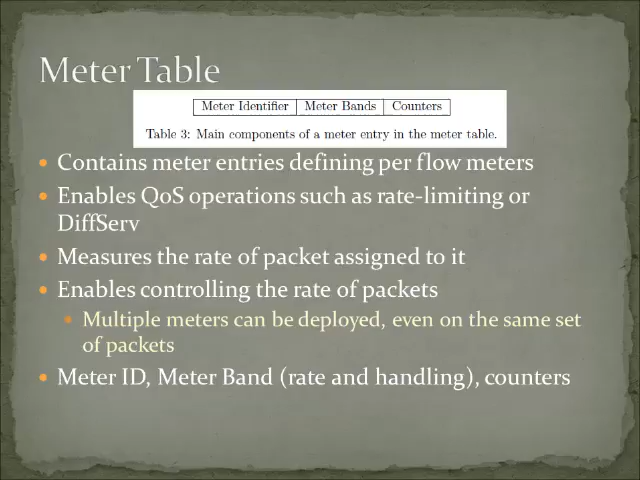 Meter Table
Meter Identifier Meter Bands Counters
Table 3: Main components of a meter entry in the meter table.
Contains meter entries defining per flow meters
Enables QoS operations such as rate-limiting or
DiffServ
Measures the rate of packet assigned to it
Enables controlling the rate of packets
Multiple meters can be deployed, even on the same set
of packets
Meter ID, Meter Band (rate and handling), counters